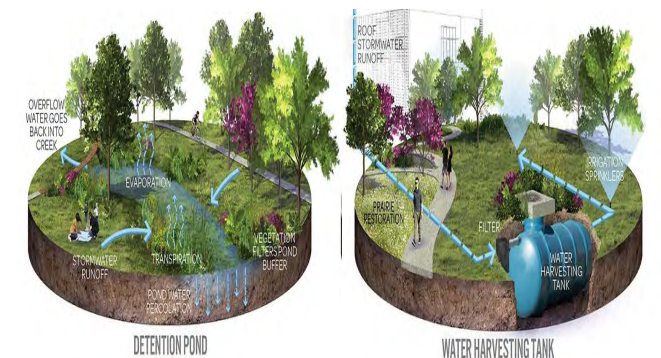 OVERFLOW
WATER GOES
BACK INTO
CREEK
EVAPORATION
STORMWATER
RUNOFF
TRANSPIRATION
VEGETATION
FILTERS POND
BUFFER
POND WATER
PERCOLATION
DETENTION POND
ROOF
STORMWATER
RUNOFF
PRAIRIE
RESTORATION
IRRIGATION
SPRINKLERS
FILTER
WATER
HARVESTING
TANK
WATER HARVESTING TANK